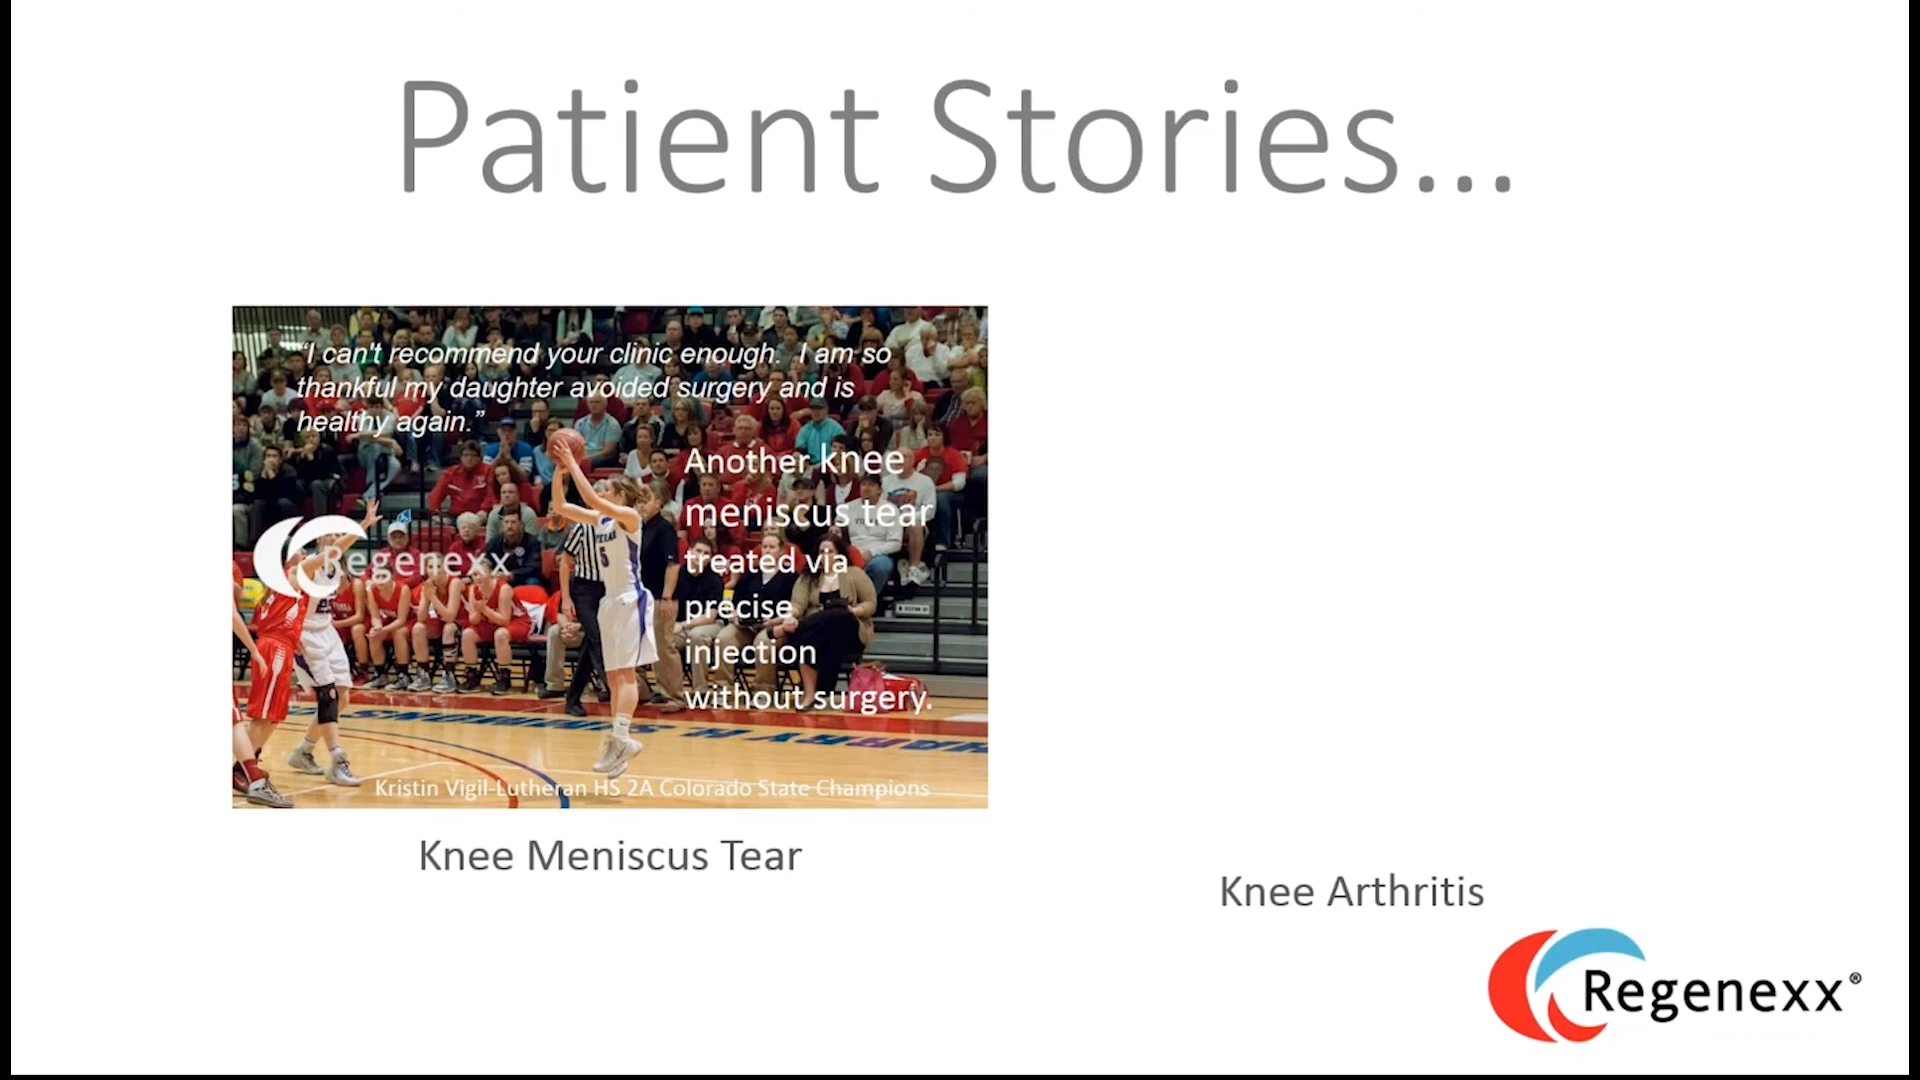 Patient Stories...
“I can't recommend your clinic enough.  I am so
thankful my daughter avoided surgery and is
healthy again.”
Another knee
meniscus tear
treated via
precise
injection
without surgery.
Regenexx
5
Kristin Vigil-Lutheran HS 2A Colorado State Champions
Knee Meniscus Tear
Knee Arthritis
Regenexx®